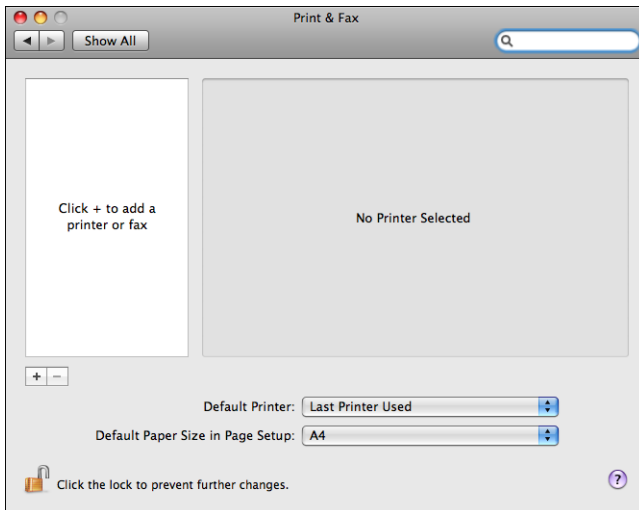 Print & Fax
Show All
Click + to add a
printer or fax
No Printer Selected
+ −
Default Printer: Last Printer Used
Default Paper Size in Page Setup: A4
Click the lock to prevent further changes.
?